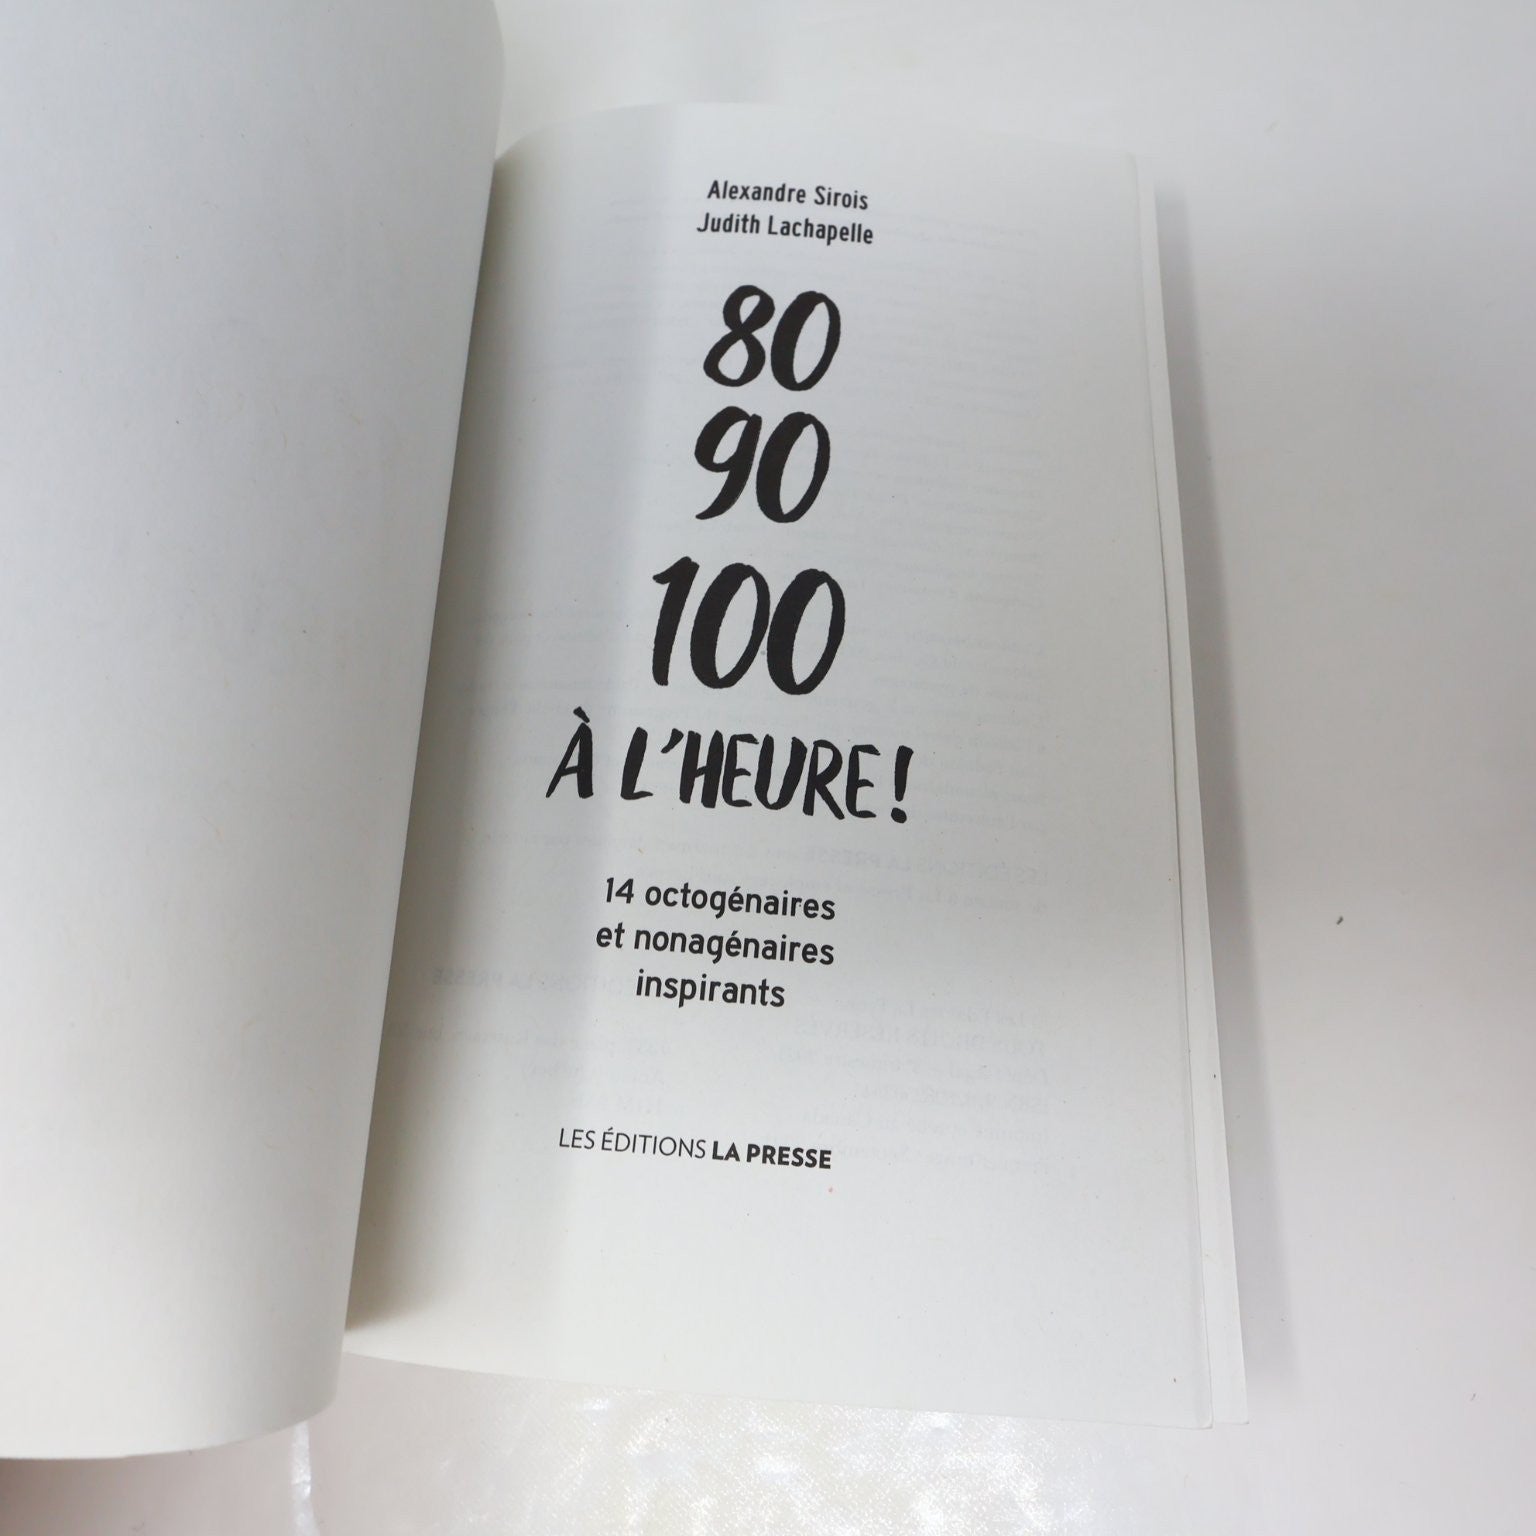 Alexandre Sirois
Judith Lachapelle
80
90
100
À L'HEURE !
14 octogénaires
et nonagénaires
inspirants
LES ÉDITIONS LA PRESSE